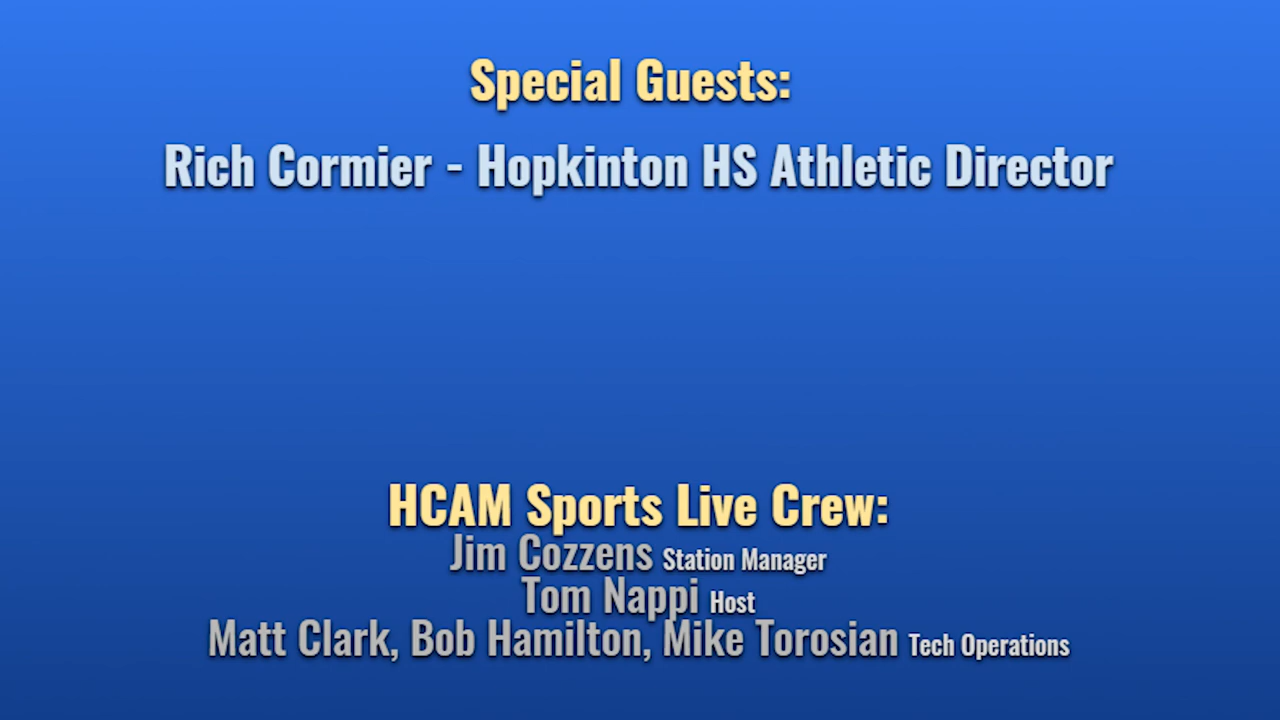 Special Guests:
Rich Cormier - Hopkinton HS Athletic Director
HCAM Sports Live Crew:
Jim Cozzens Station Manager
Tom Nappi Host
Matt Clark, Bob Hamilton, Mike Torosian Tech Operations